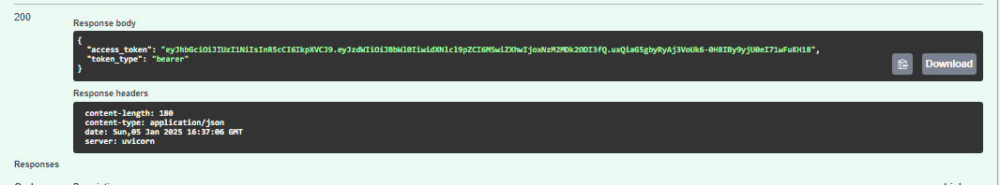 200
Response body
{
"access_token": "eyJhbGciOiJIUzI1NiIsInR5cCI6IkpXVCJ9.eyJzdWIiOiJBbWl0IiwidXNlcl9pZCI6MSwiZXhwIjoxNzM2MDk2ODI3fQ.uxQiaG5gbyRyAj3VoUk6-0H8IBy9yjU0eI71wFuKH18",
"token_type": "bearer"
}
Download
Response headers
content-length: 180
content-type: application/json
date: Sun,05 Jan 2025 16:37:06 GMT
server: uvicorn
Responses